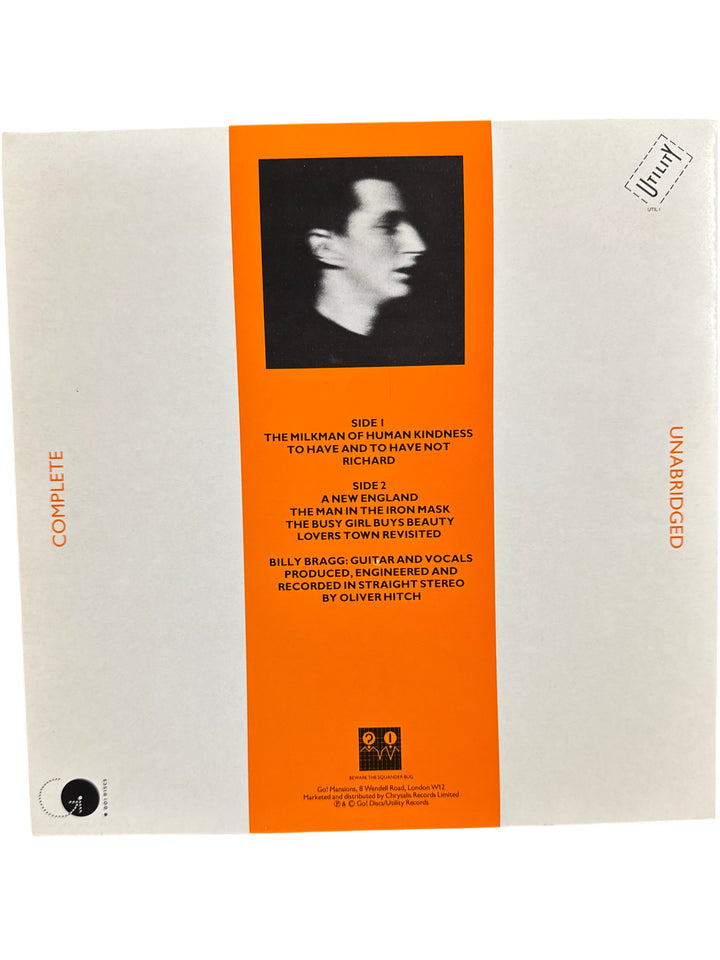 UTILITY
UTIL 1
SIDE 1
THE MILKMAN OF HUMAN KINDNESS
TO HAVE AND TO HAVE NOT
RICHARD
SIDE 2
A NEW ENGLAND
THE MAN IN THE IRON MASK
THE BUSY GIRL BUYS BEAUTY
LOVERS TOWN REVISITED
BILLY BRAGG: GUITAR AND VOCALS
PRODUCED, ENGINEERED AND
RECORDED IN STRAIGHT STEREO
BY OLIVER HITCH
COMPLETE
UNABRIDGED
? !
BEWARE THE SQUANDER BUG
Go! Mansions, 8 Wendell Road, London W12
Marketed and distributed by Chrysalis Records Limited
℗ & © Go! Discs/Utility Records
GO! DISCS